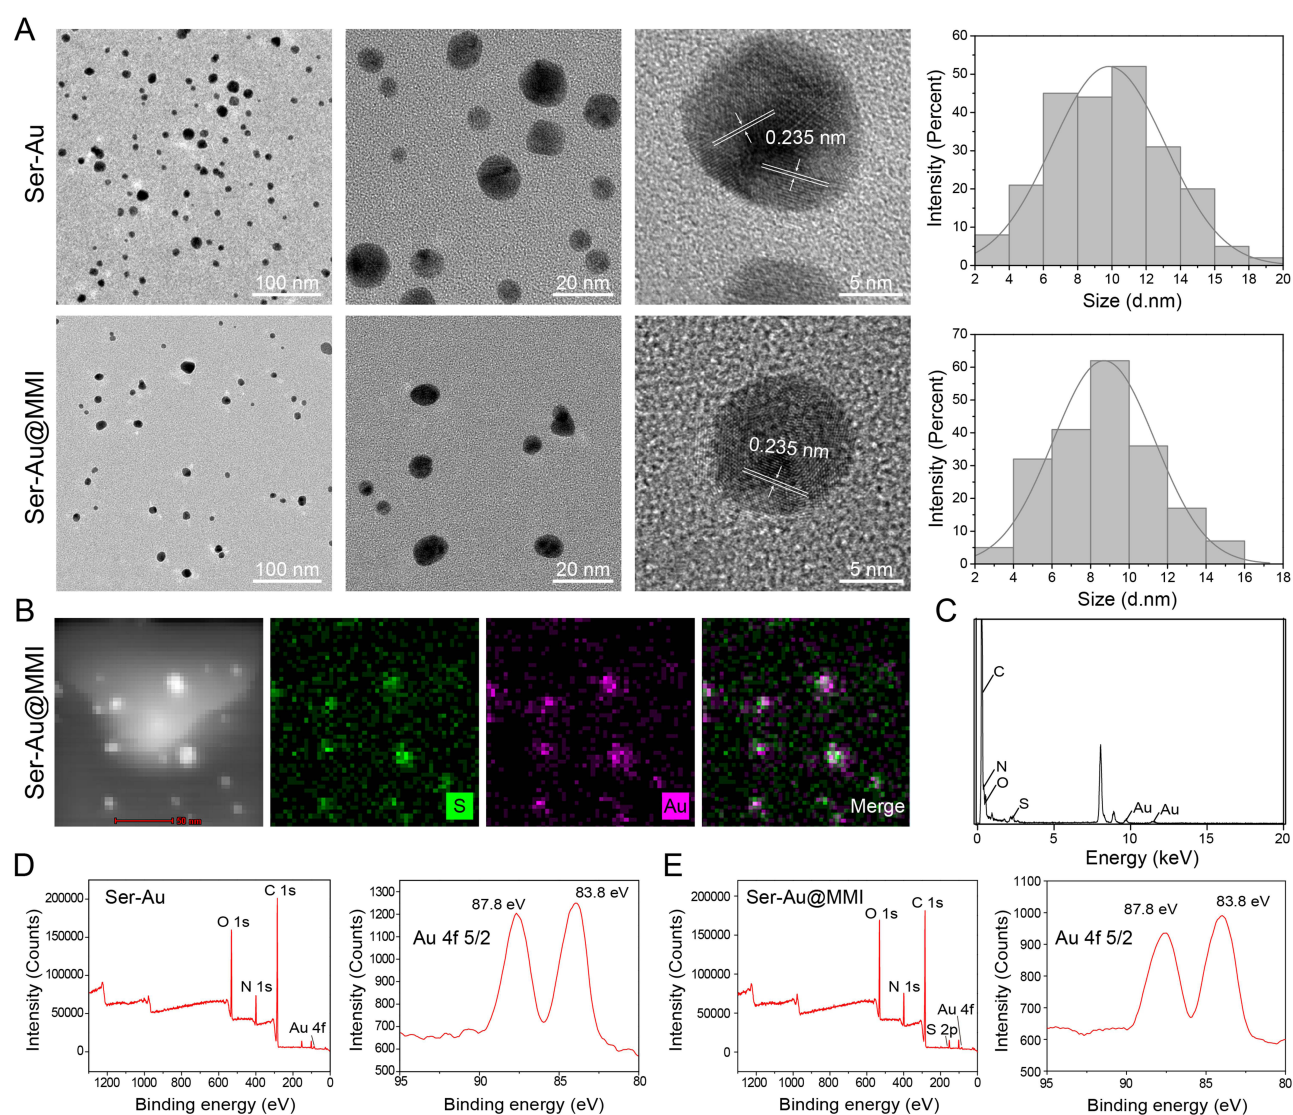 A
Ser-Au
100 nm
20 nm
0.235 nm
5 nm
Intensity (Percent)
60
50
40
30
20
10
0
2 4 6 8 10 12 14 16 20
Size (d.nm)
Ser-Au@MMI
100 nm
20 nm
0.235 nm
5 nm
Intensity (Percent)
70
60
50
40
30
20
10
0
2 4 6 8 10 12 14 16 18
Size (d.nm)
B
Ser-Au@MMI
50 nm
S
Au
Merge
C
C
N
O
S
Au
Au
0 5 10 15 20
Energy (keV)
D
Ser-Au
Intensity (Counts)
200000
150000
100000
50000
0
O 1s
C 1s
N 1s
Au 4f
1200 1000 800 600 400 200 0
Binding energy (eV)
Intensity (Counts)
1300
1200
1100
1000
900
800
700
600
500
87.8 eV
83.8 eV
Au 4f 5/2
95 90 85 80
Binding energy (eV)
E
Ser-Au@MMI
Intensity (Counts)
200000
150000
100000
50000
0
O 1s
C 1s
N 1s
Au 4f
S 2p
1200 1000 800 600 400 200 0
Binding energy (eV)
Intensity (Counts)
1100
1000
900
800
700
600
500
87.8 eV
83.8 eV
Au 4f 5/2
95 90 85 80
Binding energy (eV)